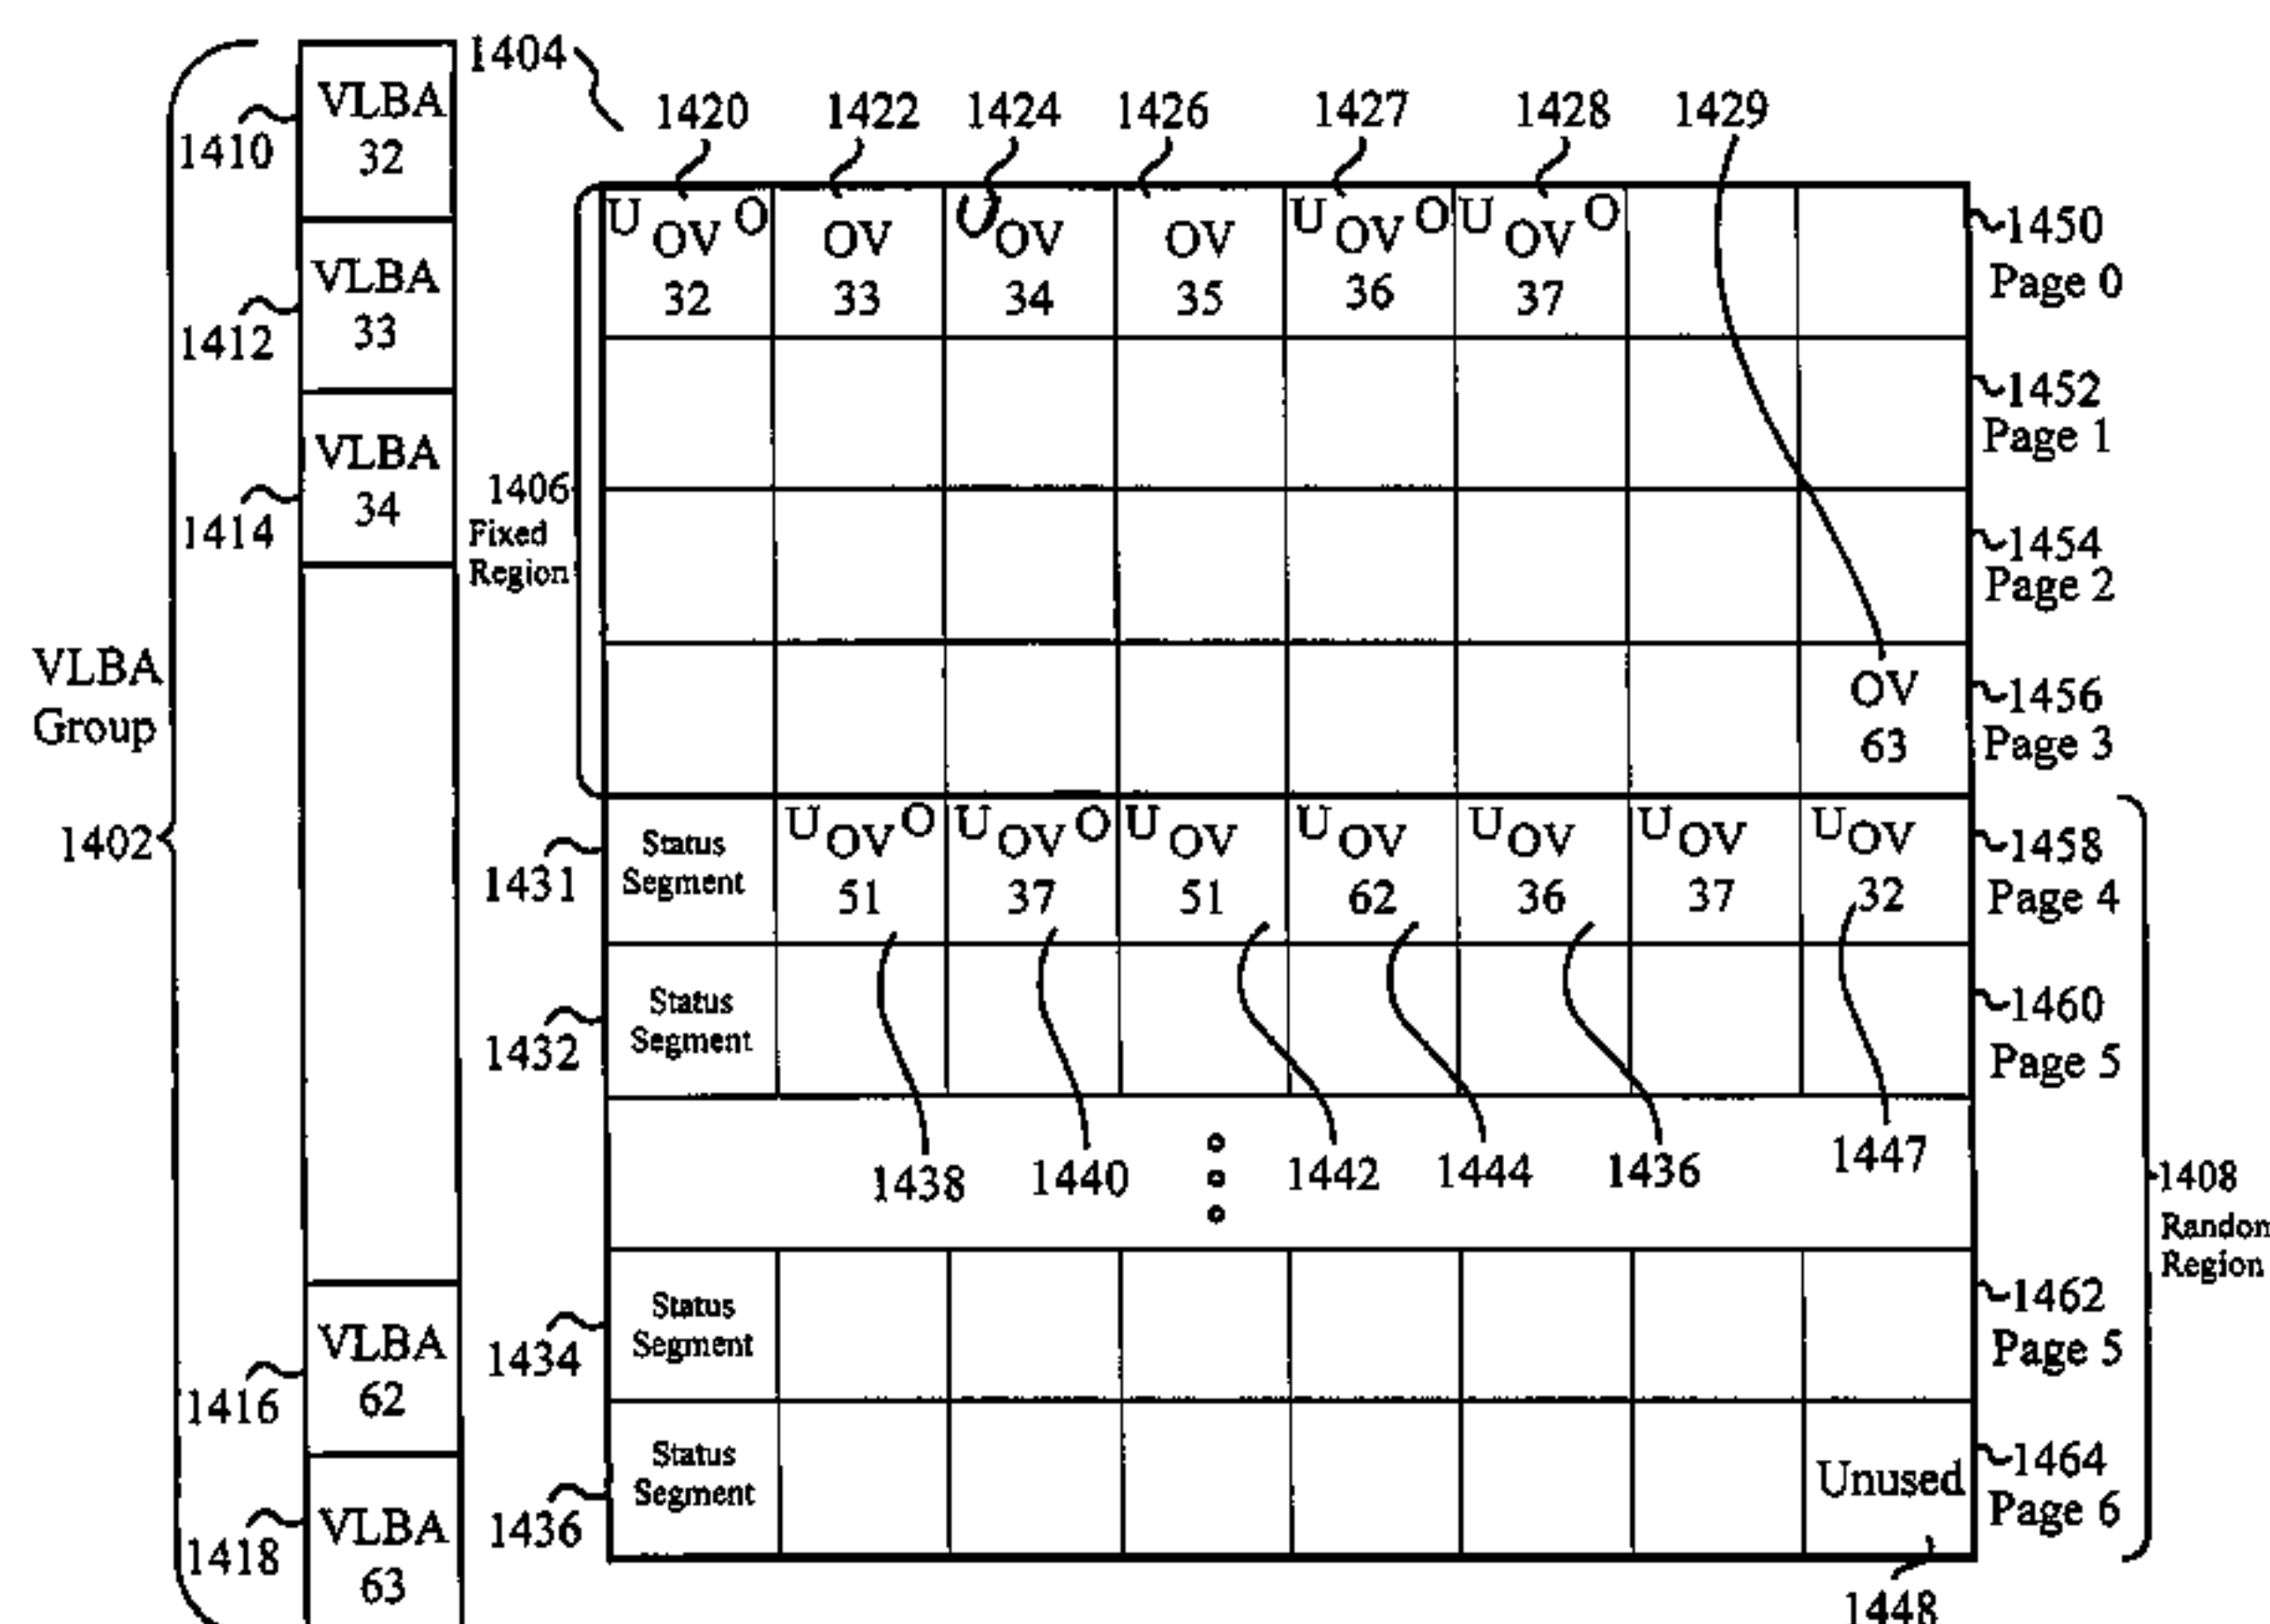 1404
1420 1422 1424 1426 1427 1428 1429
VLBA
32
1410
VLBA
33
1412
VLBA
34
1414
VLBA
Group
1402
VLBA
62
1416
VLBA
63
1418
1406
Fixed
Region
U OV O U OV OV U OV O U OV O
OV
32 33 34 35 36 37
1450
Page 0
1452
Page 1
1454
Page 2
OV
63
1456
Page 3
1431
Status
Segment
U OV O U OV O U OV U OV U OV U OV U OV
51 37 51 62 36 37 32
1458
Page 4
1432
Status
Segment
1460
Page 5
1438 1440 1442 1444 1436 1447
1408
Random
Region
1434
Status
Segment
1462
Page 5
1436
Status
Segment
Unused
1464
Page 6
1448